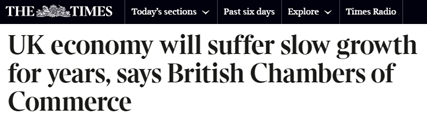 THE TIMES Today's sections Past six days Explore Times Radio
UK economy will suffer slow growth
for years, says British Chambers of
Commerce